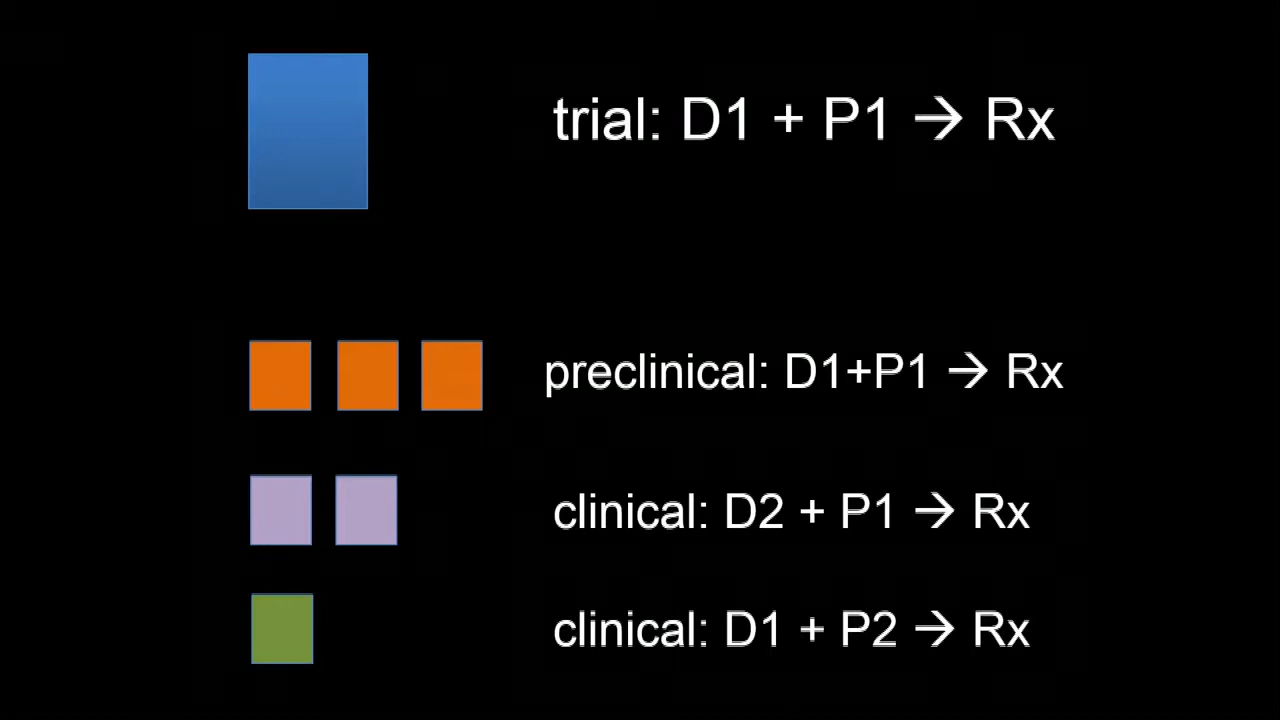 trial: D1 + P1 → Rx
preclinical: D1+P1 → Rx
clinical: D2 + P1 → Rx
clinical: D1 + P2 → Rx